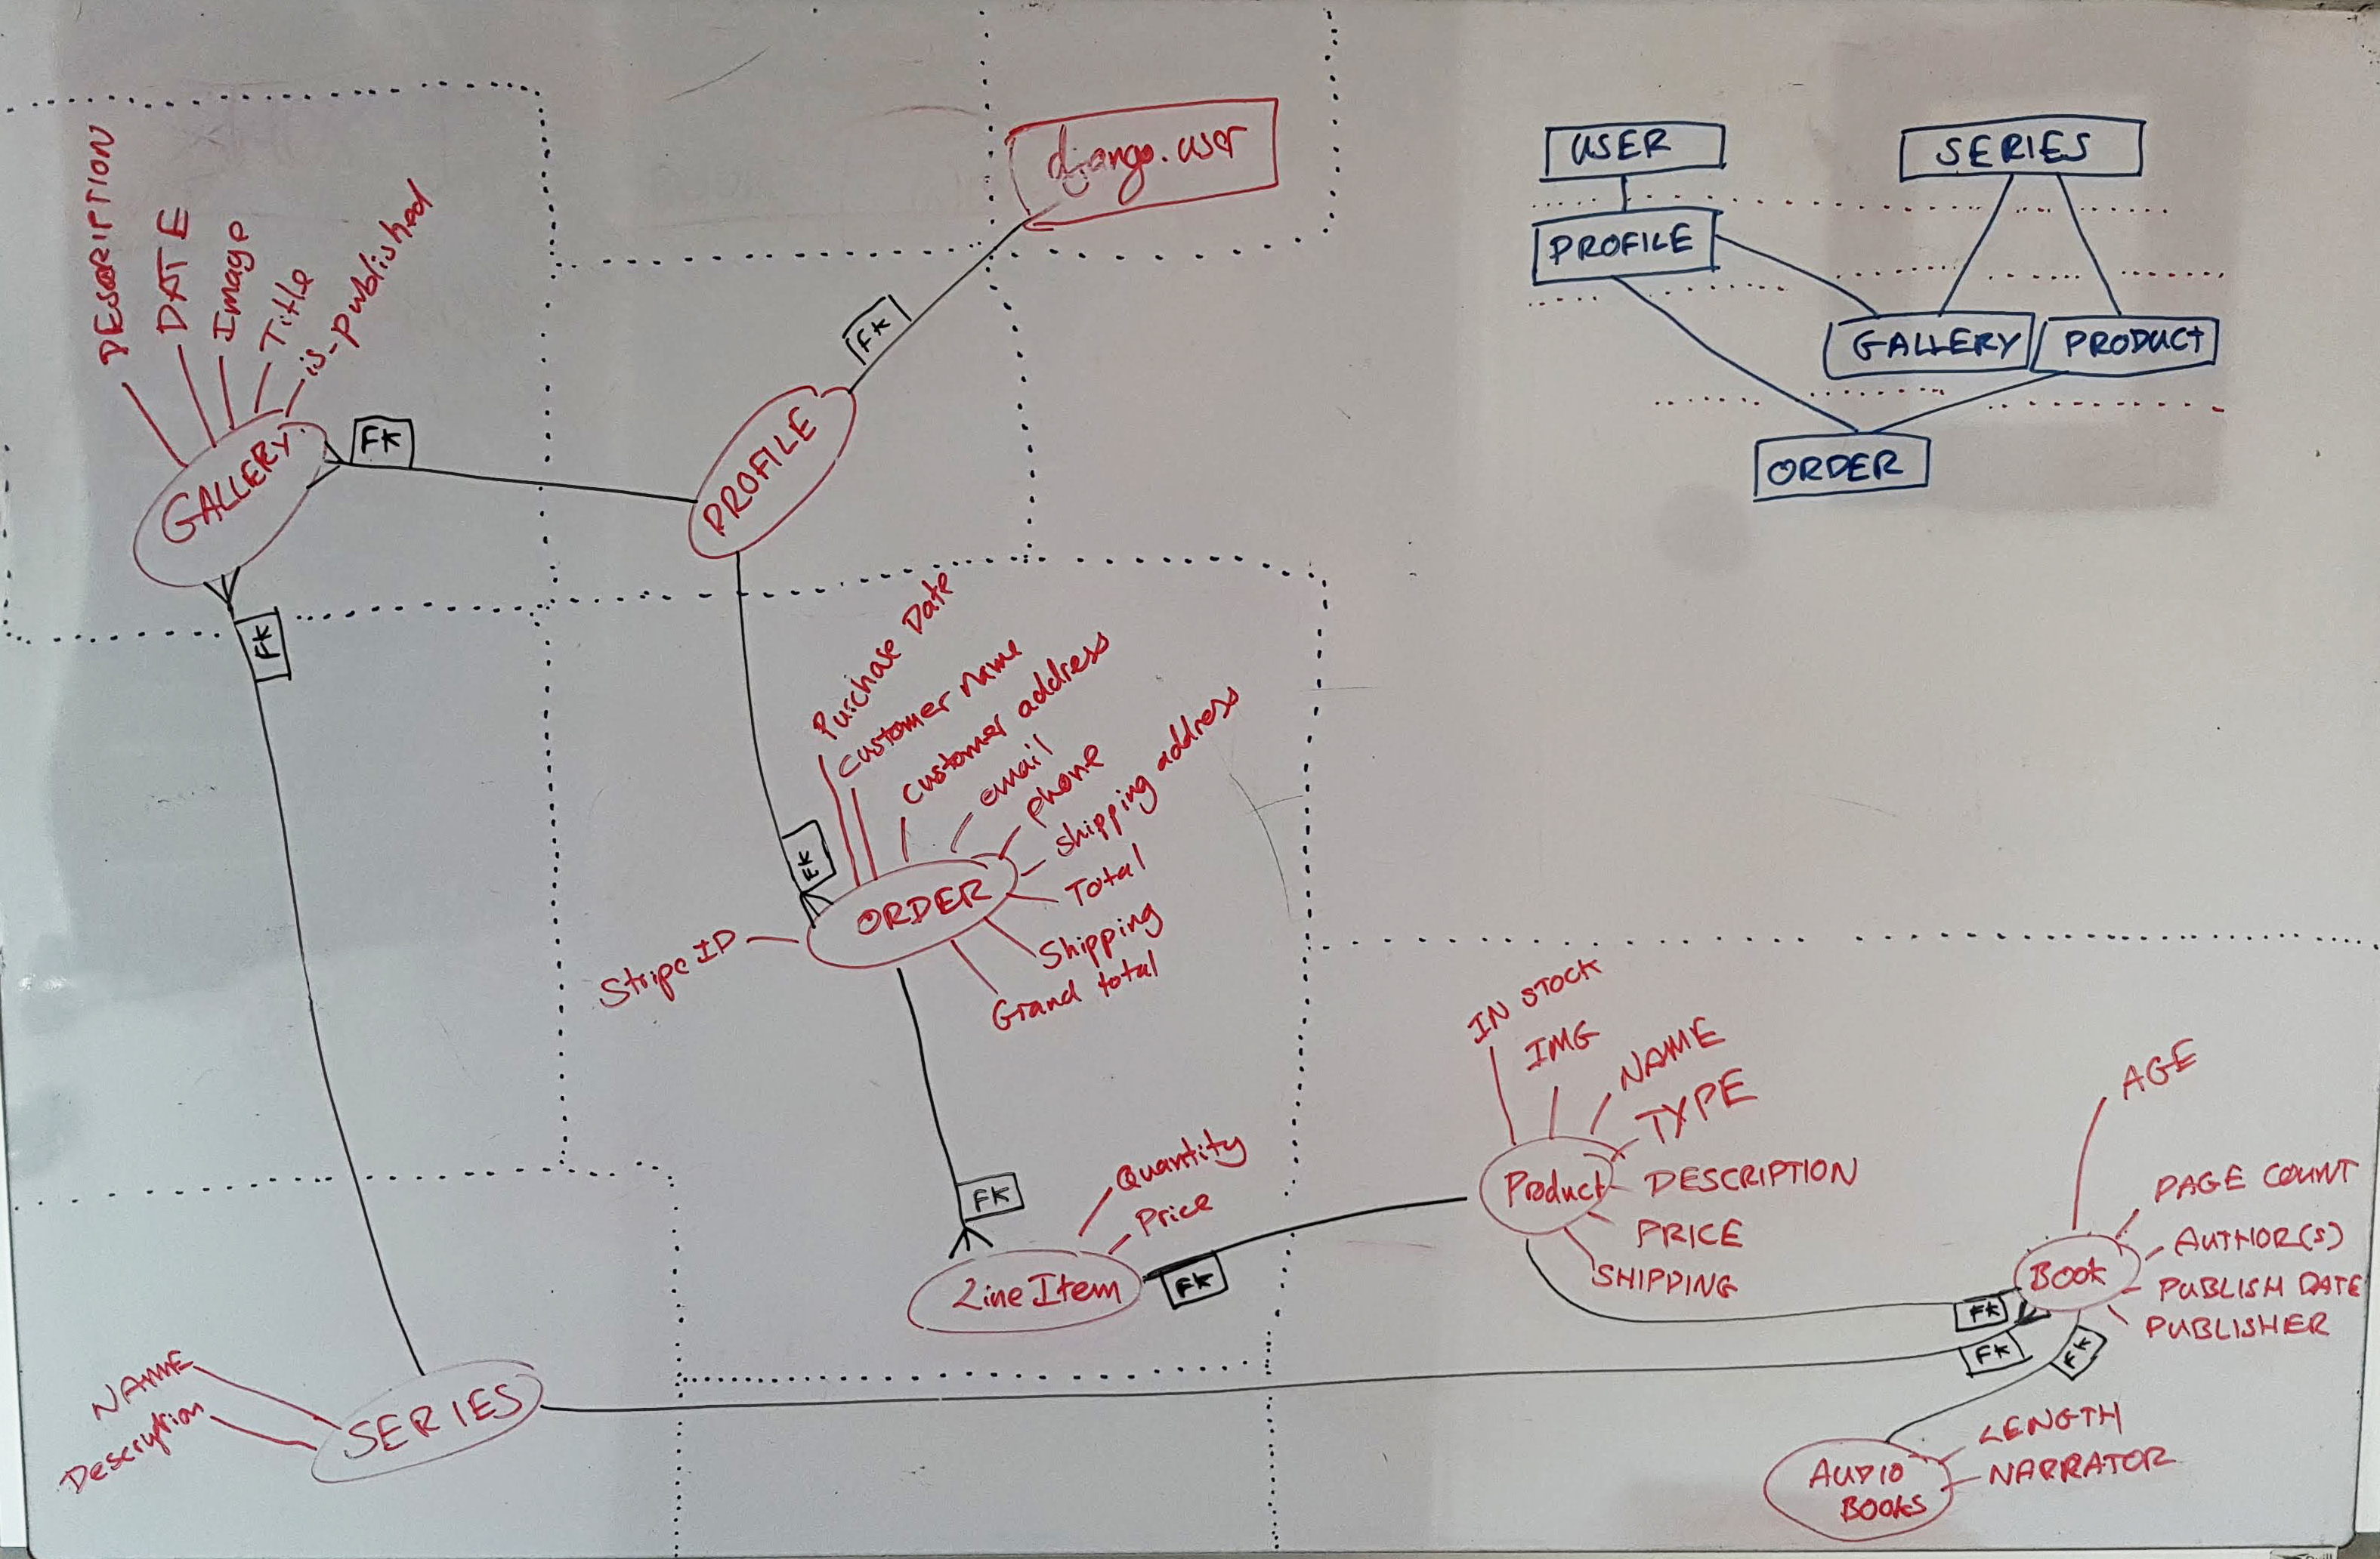 DESCRIPTION
DATE
Image
Title
is-published
GALLERY
FK
FK
django.user
FK
PROFILE
USER
SERIES
PROFILE
GALLERY
PRODUCT
ORDER
Purchase Date
customer name
customer address
email
phone
shipping address
Total
Shipping
Grand total
FK
ORDER
Stripe ID
FK
Quantity
Price
Line Item
FK
IN STOCK
IMG
NAME
TYPE
Product
DESCRIPTION
PRICE
SHIPPING
AGE
PAGE COUNT
AUTHOR(S)
PUBLISH DATE
PUBLISHER
Book
FK
FK
FK
NAME
Description
SERIES
LENGTH
NARRATOR
AUDIO
BOOKS